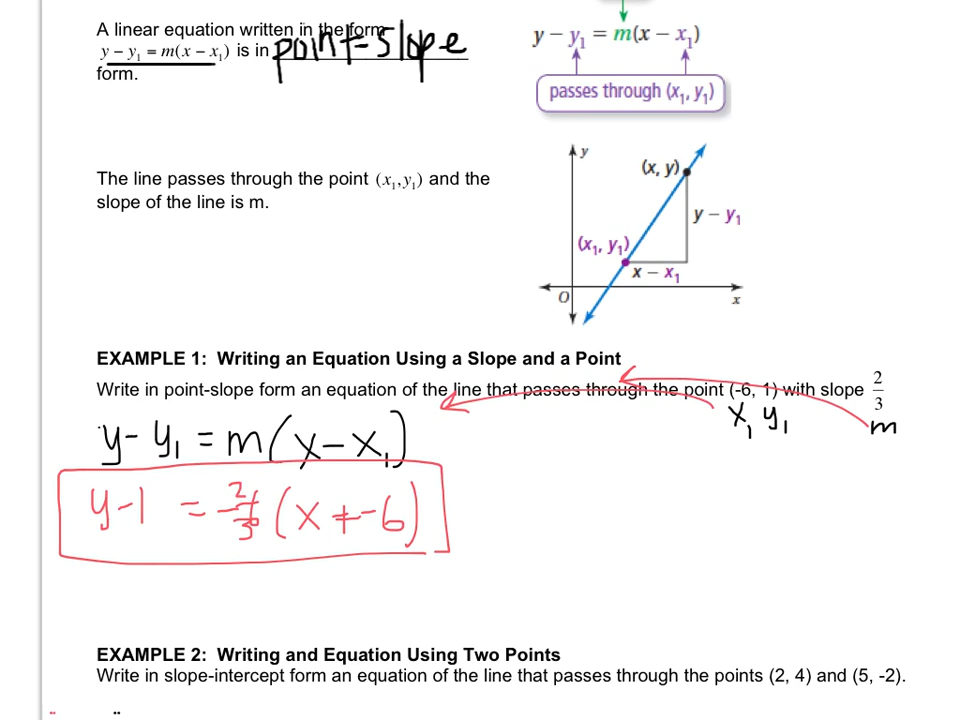 A linear equation written in the form
y – y₁ = m(x – x₁) is in point-slope
form.
y – y₁ = m(x – x₁)
passes through (x₁, y₁)
The line passes through the point (x₁, y₁) and the
slope of the line is m.
y
(x, y)
y – y₁
(x₁, y₁)
x – x₁
O
x
EXAMPLE 1: Writing an Equation Using a Slope and a Point
Write in point-slope form an equation of the line that passes through the point (-6, 1) with slope 2/3
x₁ y₁ m
y - y₁ = m(x - x₁)
y - 1 =
(x + - 6)
EXAMPLE 2: Writing and Equation Using Two Points
Write in slope-intercept form an equation of the line that passes through the points (2, 4) and (5, -2).